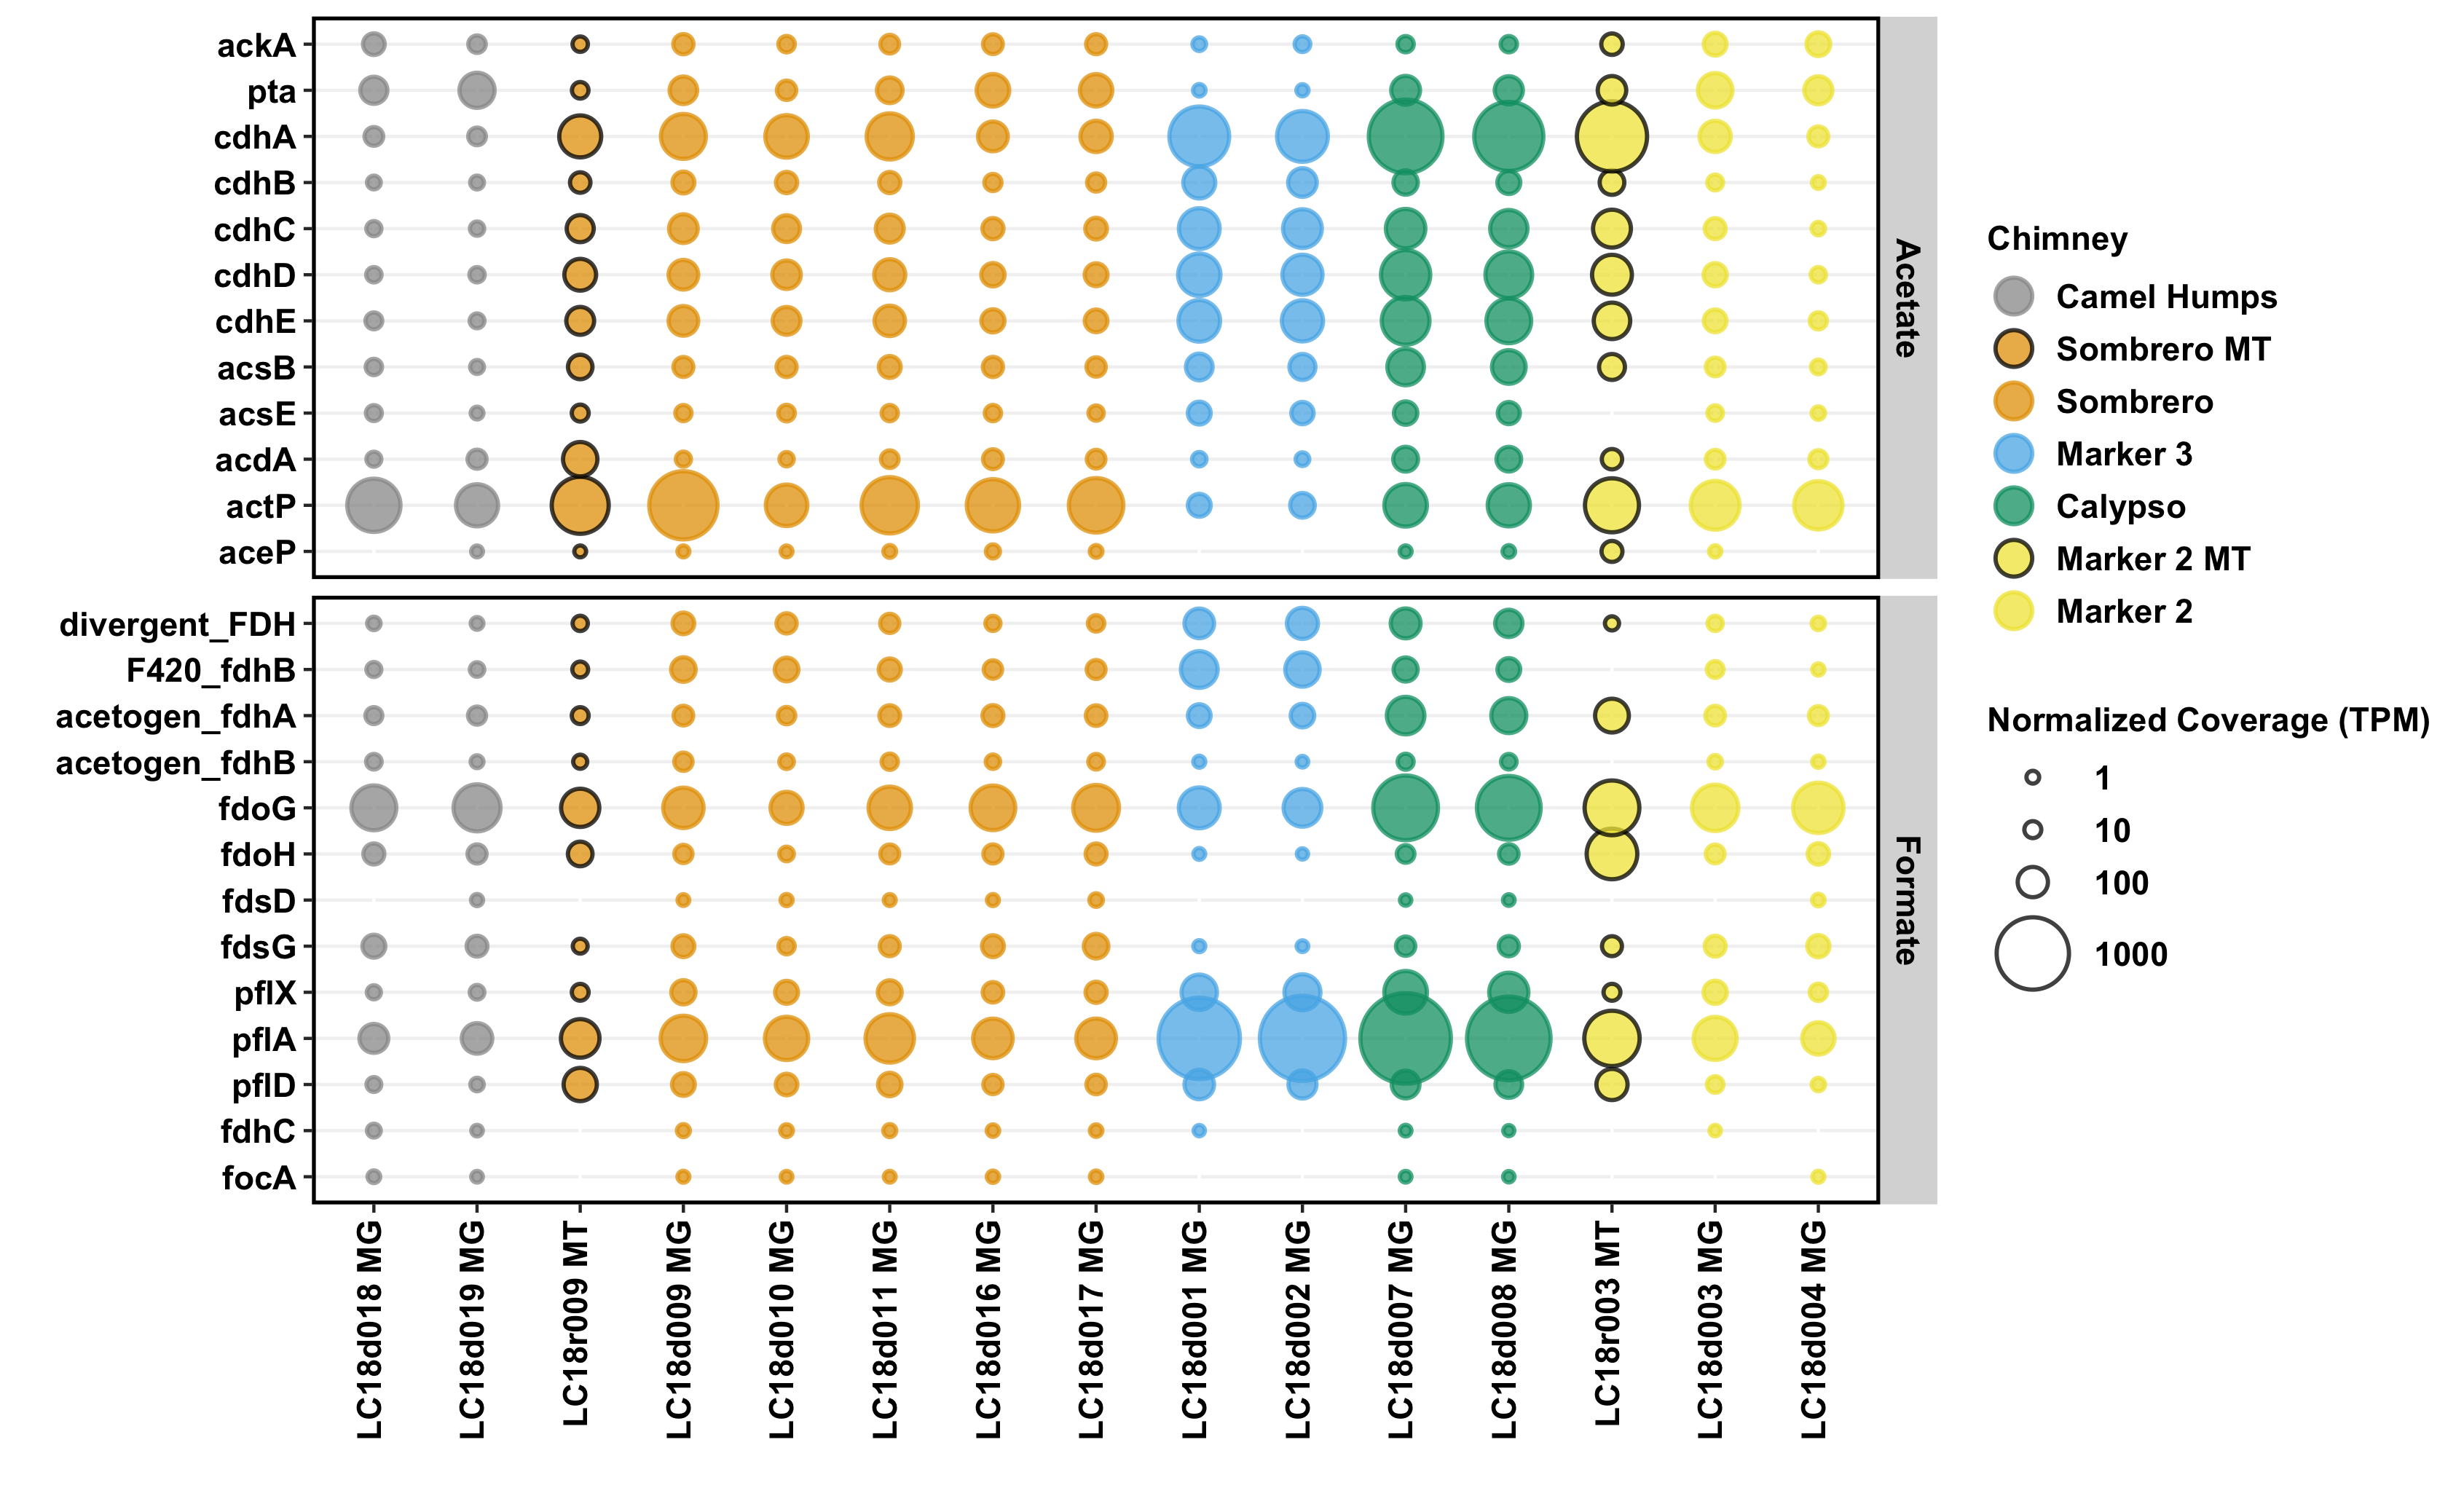 ackA
pta
cdhA
cdhB
cdhC
cdhD
cdhE
acsB
acsE
acdA
actP
aceP
Acetate
divergent_FDH
F420_fdhB
acetogen_fdhA
acetogen_fdhB
fdoG
fdoH
fdsD
fdsG
pflX
pflA
pflD
fdhC
focA
Formate
LC18d018 MG
LC18d019 MG
LC18r009 MT
LC18d009 MG
LC18d010 MG
LC18d011 MG
LC18d016 MG
LC18d017 MG
LC18d001 MG
LC18d002 MG
LC18d007 MG
LC18d008 MG
LC18r003 MT
LC18d003 MG
LC18d004 MG
Chimney
Camel Humps
Sombrero MT
Sombrero
Marker 3
Calypso
Marker 2 MT
Marker 2
Normalized Coverage (TPM)
1
10
100
1000